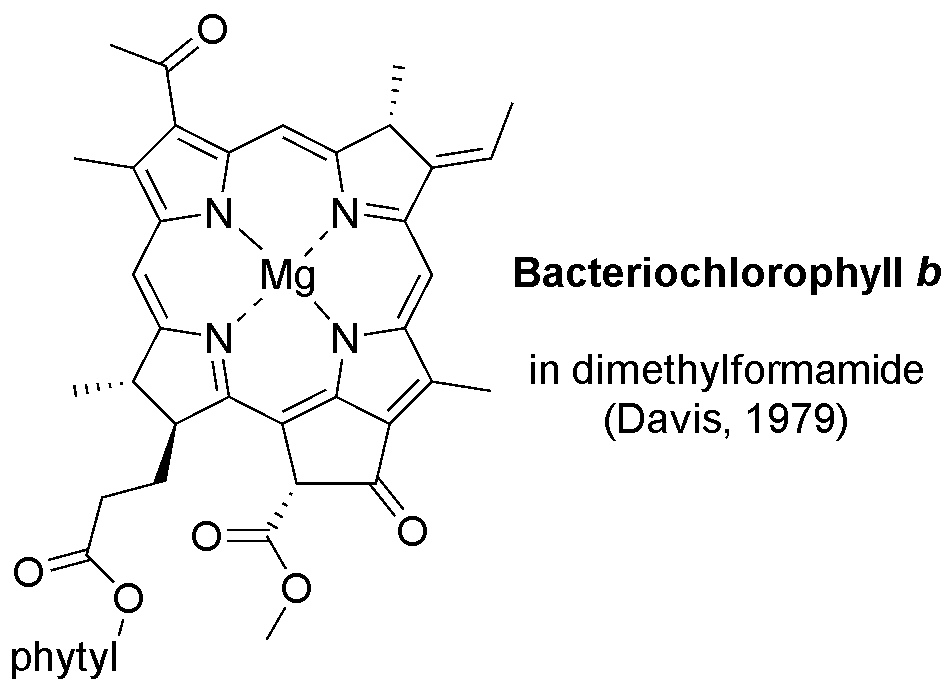 O
N
N
Mg
Bacteriochlorophyll b
N
N
in dimethylformamide
(Davis, 1979)
O
O
O
O
O
phytyl